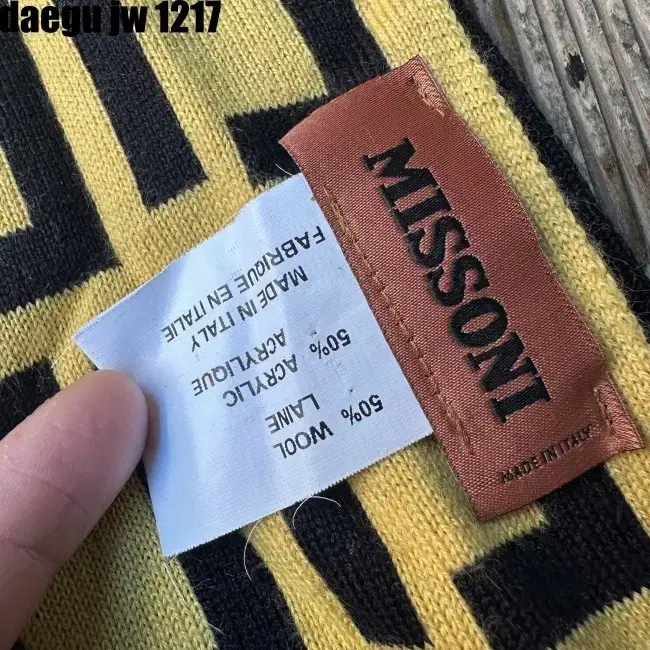 daegu jw 1217
MISSONI
MADE IN ITALY
50% WOOL
LAINE
50% ACRYLIC
ACRYLIQUE
MADE IN ITALY
FABRIQUE EN ITALIE